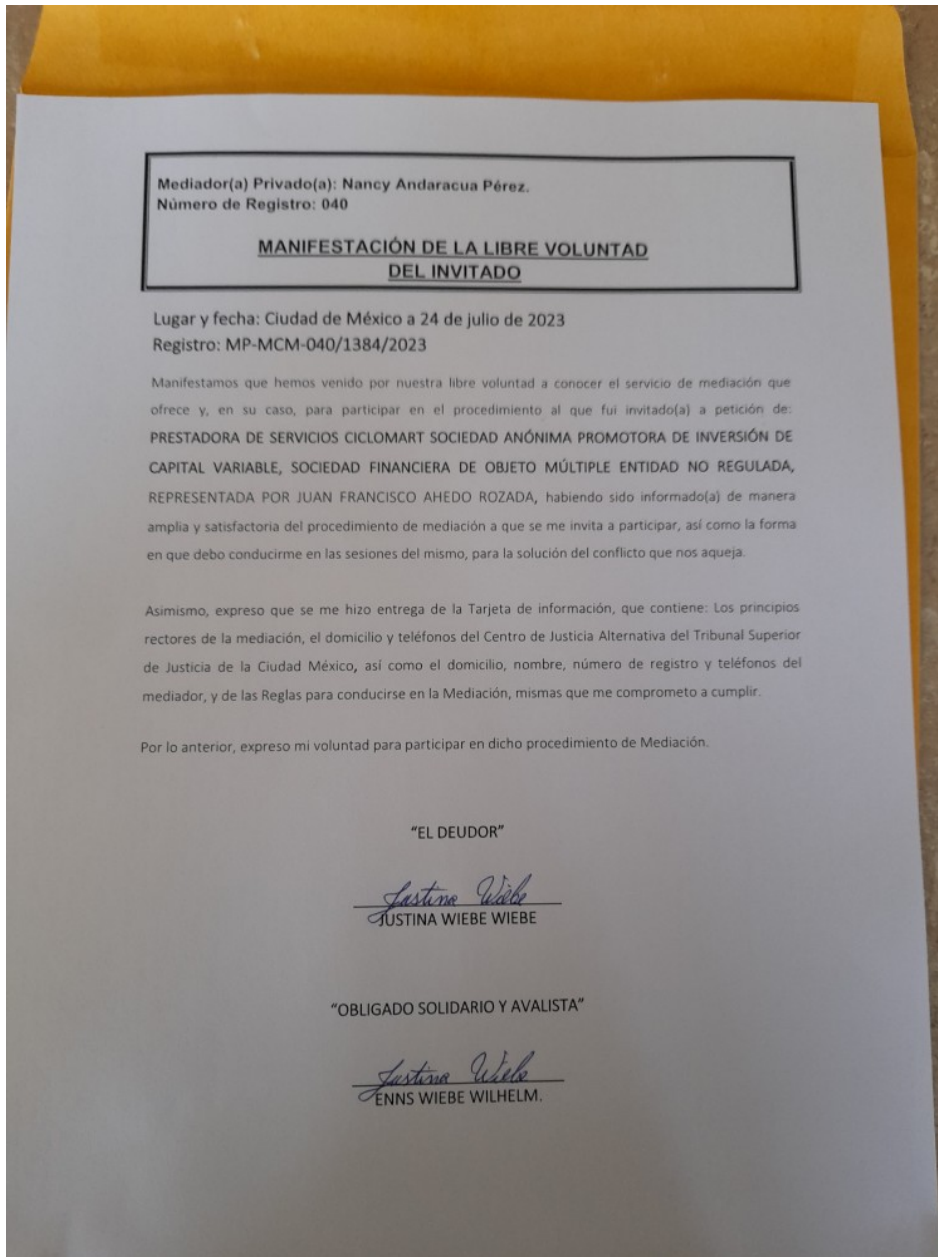 Mediador(a) Privado(a): Nancy Andaracua Pérez.
Número de Registro: 040
MANIFESTACIÓN DE LA LIBRE VOLUNTAD
DEL INVITADO
Lugar y fecha: Ciudad de México a 24 de julio de 2023
Registro: MP-MCM-040/1384/2023
Manifestamos que hemos venido por nuestra libre voluntad a conocer el servicio de mediación que
ofrece y, en su caso, para participar en el procedimiento al que fui invitado(a) a petición de:
PRESTADORA DE SERVICIOS CICLOMART SOCIEDAD ANÓNIMA PROMOTORA DE INVERSIÓN DE
CAPITAL VARIABLE, SOCIEDAD FINANCIERA DE OBJETO MÚLTIPLE ENTIDAD NO REGULADA,
REPRESENTADA POR JUAN FRANCISCO AHEDO ROZADA, habiendo sido informado(a) de manera
amplia y satisfactoria del procedimiento de mediación a que se me invita a participar, así como la forma
en que debo conducirme en las sesiones del mismo, para la solución del conflicto que nos aqueja.
Asimismo, expreso que se me hizo entrega de la Tarjeta de información, que contiene: Los principios
rectores de la mediación, el domicilio y teléfonos del Centro de Justicia Alternativa del Tribunal Superior
de Justicia de la Ciudad México, así como el domicilio, nombre, número de registro y teléfonos del
mediador, y de las Reglas para conducirse en la Mediación, mismas que me comprometo a cumplir.
Por lo anterior, expreso mi voluntad para participar en dicho procedimiento de Mediación.
"EL DEUDOR"
Justina Wiebe
JUSTINA WIEBE WIEBE
"OBLIGADO SOLIDARIO Y AVALISTA"
Justina Wiebe
ENNS WIEBE WILHELM.